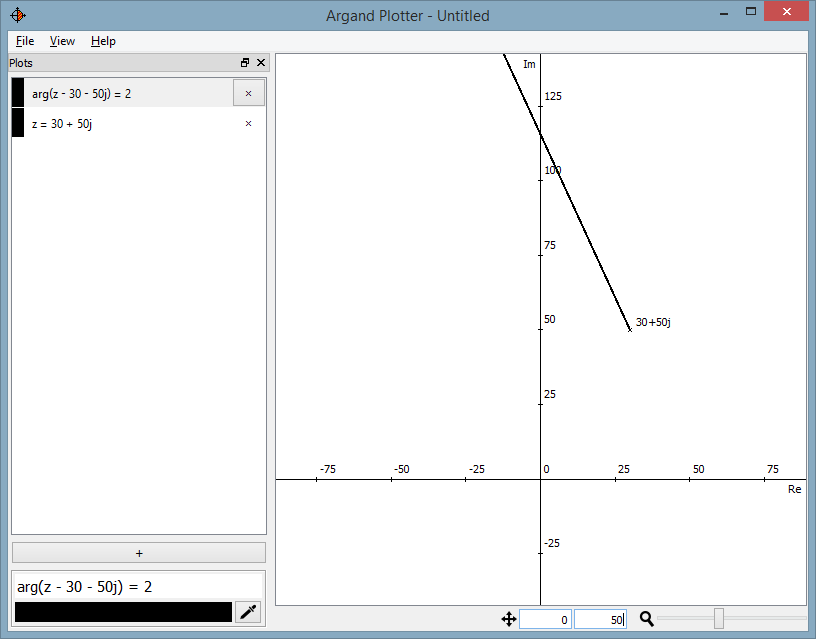 Argand Plotter - Untitled
File View Help
Plots
arg(z - 30 - 50j) = 2
z = 30 + 50j
+
arg(z - 30 - 50j) = 2
Im
125
100
75
50
30+50j
25
-75 -50 -25 0 25 50 75
Re
-25
0 50